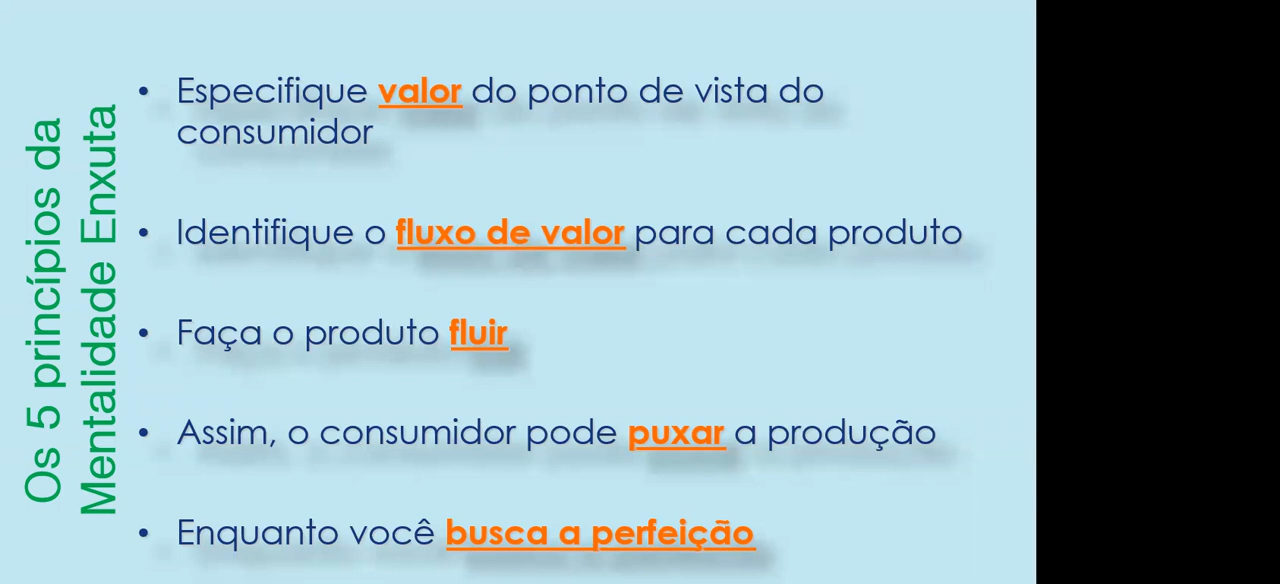 Os 5 princípios da
Mentalidade Enxuta
• Especifique valor do ponto de vista do
consumidor
• Identifique o fluxo de valor para cada produto
• Faça o produto fluir
• Assim, o consumidor pode puxar a produção
• Enquanto você busca a perfeição